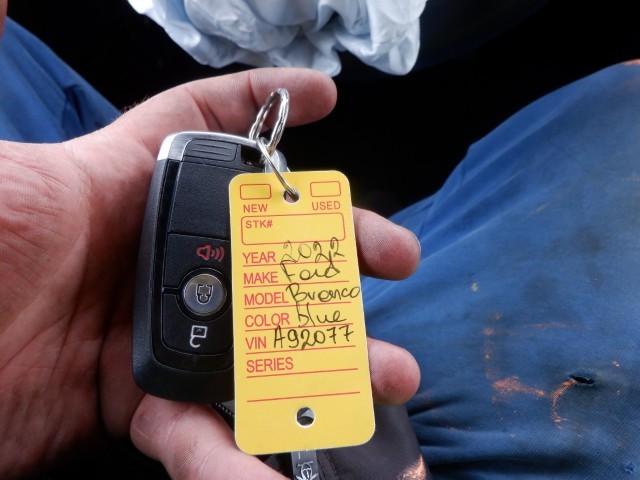 NEW USED
STK#
YEAR 2022
MAKE Ford
MODEL Bronco
COLOR blue
VIN A92077
SERIES